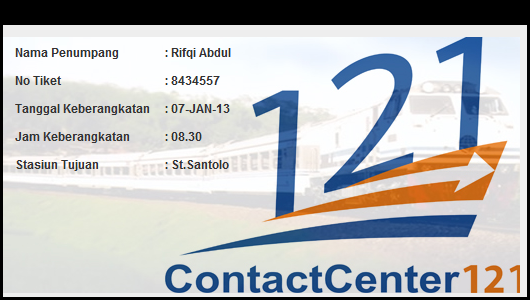 Nama Penumpang : Rifqi Abdul
No Tiket : 8434557
Tanggal Keberangkatan : 07-JAN-13
Jam Keberangkatan : 08.30
Stasiun Tujuan : St.Santolo
121
ContactCenter121